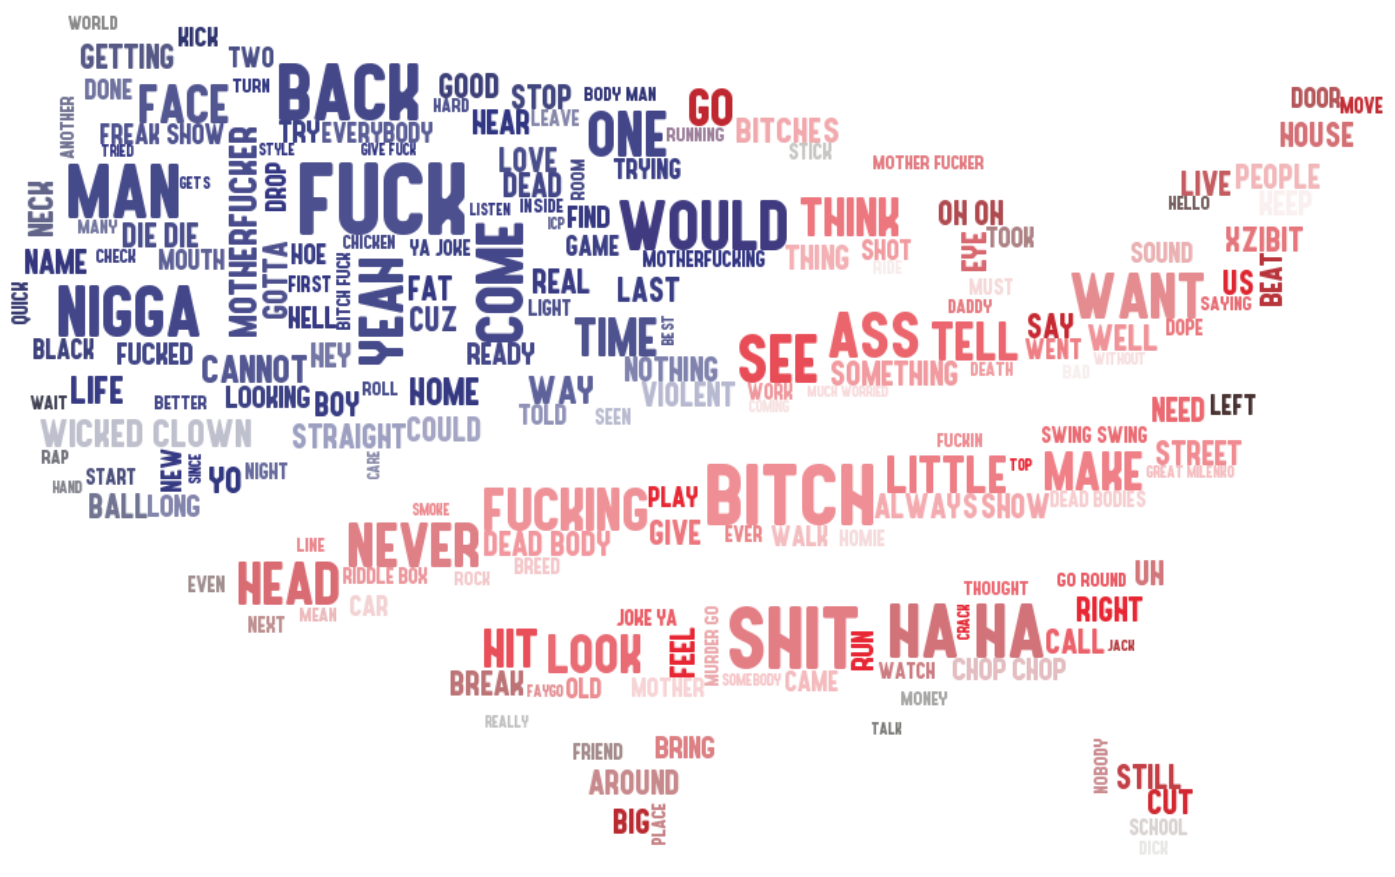 WORLD
KICK
GETTING
TWO
DONE
FACE
TURN
BACK
GOOD
HARD
STOP
BODY MAN
GO
DOOR
MOVE
ANOTHER
FREAK SHOW
TRIED
TRY
EVERYBODY
HEAR
LEAVE
ONE
RUNNING
BITCHES
STICK
HOUSE
STYLE
GIVE FUCK
LOVE
TRYING
MOTHER FUCKER
MAN
GETS
MOTHERFUCKER
DROP
FUCK
DEAD
ROOM
LIVE
PEOPLE
NECK
MANY
DIE DIE
LISTEN
INSIDE
ICP
FIND
WOULD
THINK
OH OH
HELLO
KEEP
NAME
CHECK
MOUTH
GOTTA
HOE
CHICKEN
YA JOKE
COME
GAME
MOTHERFUCKING
THING
SHOT
RIDE
EYE
TOOK
SOUND
XZIBIT
QUICK
NIGGA
FIRST
BITCH FUCK
YEAH
FAT
REAL
LAST
MUST
WANT
US
BEAT
HELL
CUZ
LIGHT
DADDY
SAYING
BLACK
FUCKED
CANNOT
HEY
READY
TIME
BEST
SEE
ASS
TELL
SAY
WENT
WELL
DOPE
WITHOUT
NOTHING
SOMETHING
DEATH
BAD
WAIT
LIFE
BETTER
LOOKING
BOY
ROLL
HOME
WAY
VIOLENT
WORK
MUCH WORRIED
COMING
TOLD
SEEN
NEED
LEFT
WICKED CLOWN
STRAIGHT
COULD
FUCKIN
SWING SWING
STREET
RAP
START
HAND
NEW
SINCE
YO
NIGHT
CARE
BITCH
LITTLE
TOP
MAKE
GREAT MILENKO
BALL
LONG
SMOKE
FUCKING
PLAY
ALWAYS
SHOW
DEAD BODIES
LINE
NEVER
DEAD BODY
GIVE
EVER
WALK
HOMIE
EVEN
HEAD
RIDDLE BOX
ROCK
BREED
NEXT
MEAN
CAR
THOUGHT
GO ROUND
UH
HIT
LOOK
JOKE YA
FEEL
MURDER GO
SHIT
RUN
HA HA
CRACK
RIGHT
CALL
JACK
BREAK
FAYGO
OLD
MOTHER
SOMEBODY
CAME
WATCH
CHOP CHOP
REALLY
MONEY
TALK
FRIEND
BRING
AROUND
NOBODY
STILL
CUT
BIG
PLACE
SCHOOL
DICK